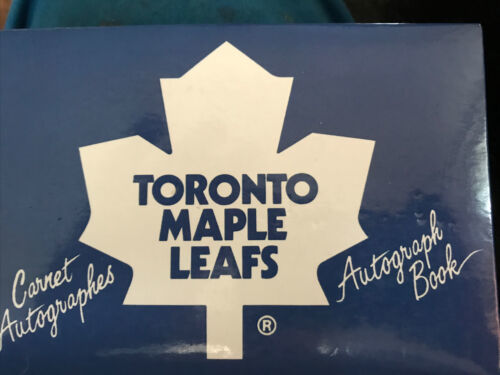 TORONTO
MAPLE
LEAFS
Carnet
Autographes
Autograph
Book
®